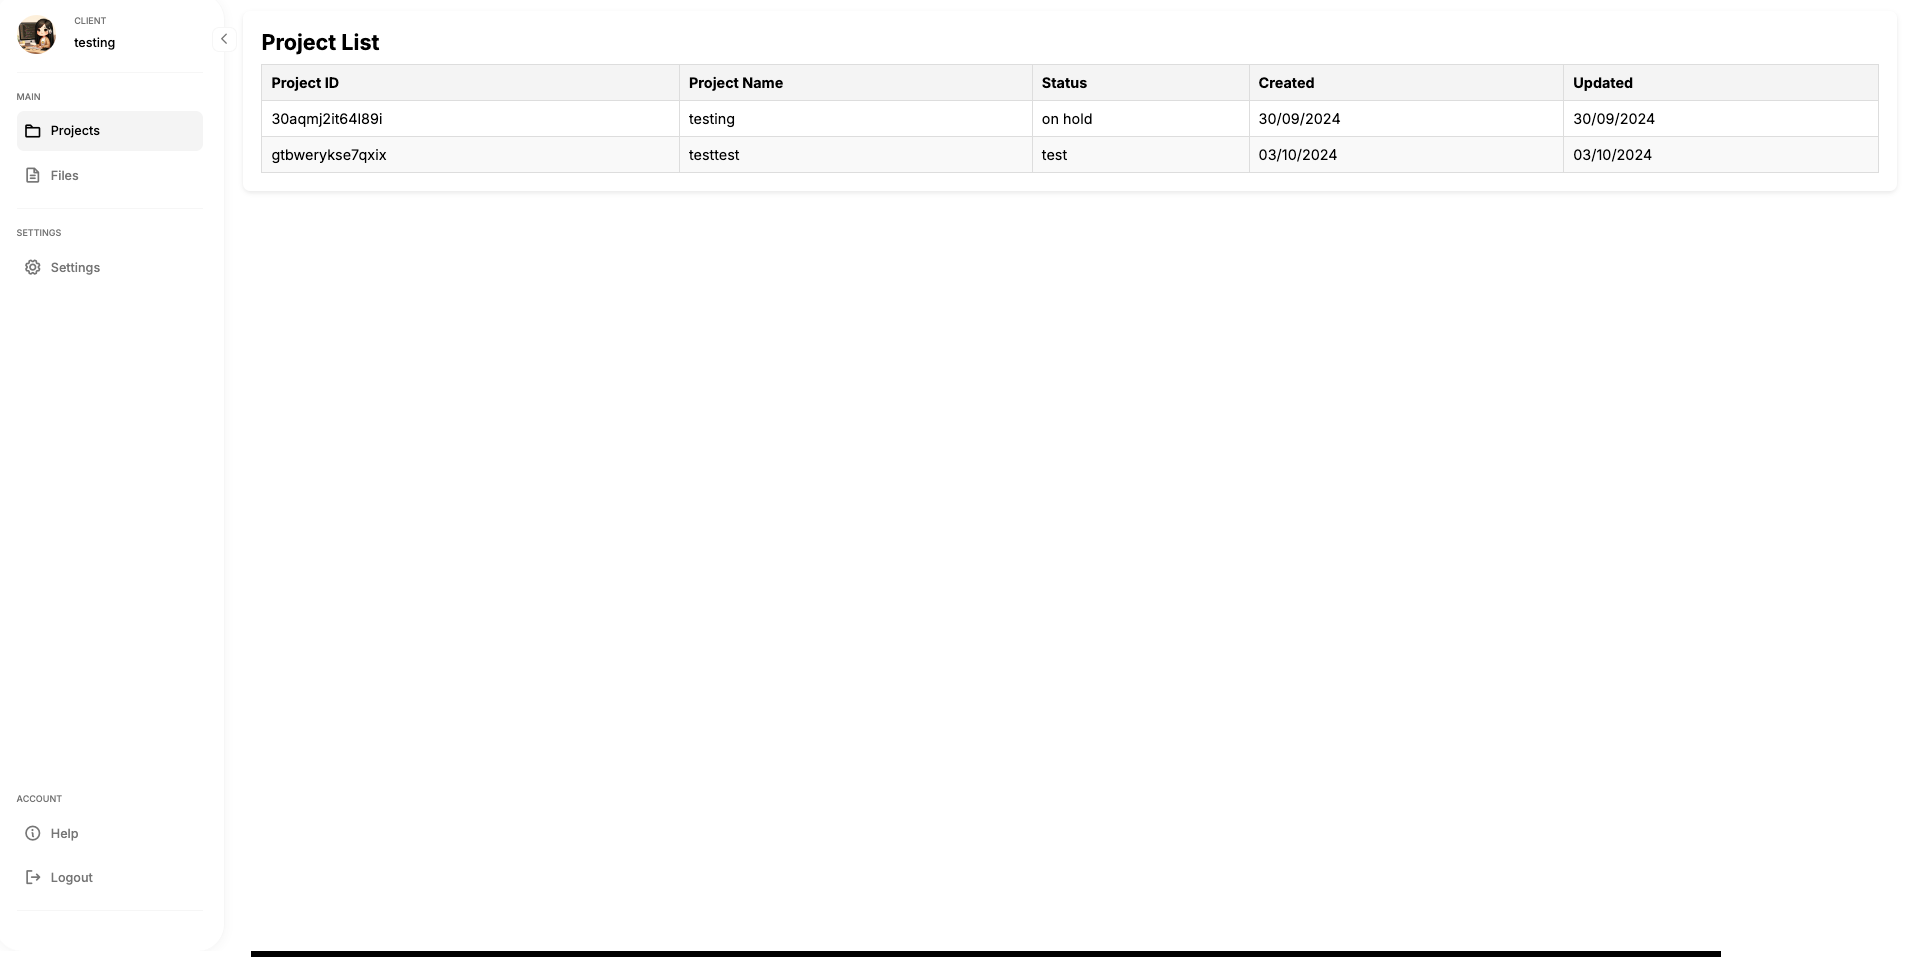 CLIENT
testing
MAIN
Projects
Files
SETTINGS
Settings
ACCOUNT
Help
Logout
Project List
Project ID Project Name Status Created Updated
30aqmj2it64l89i testing on hold 30/09/2024 30/09/2024
gtbwerykse7qxix testtest test 03/10/2024 03/10/2024